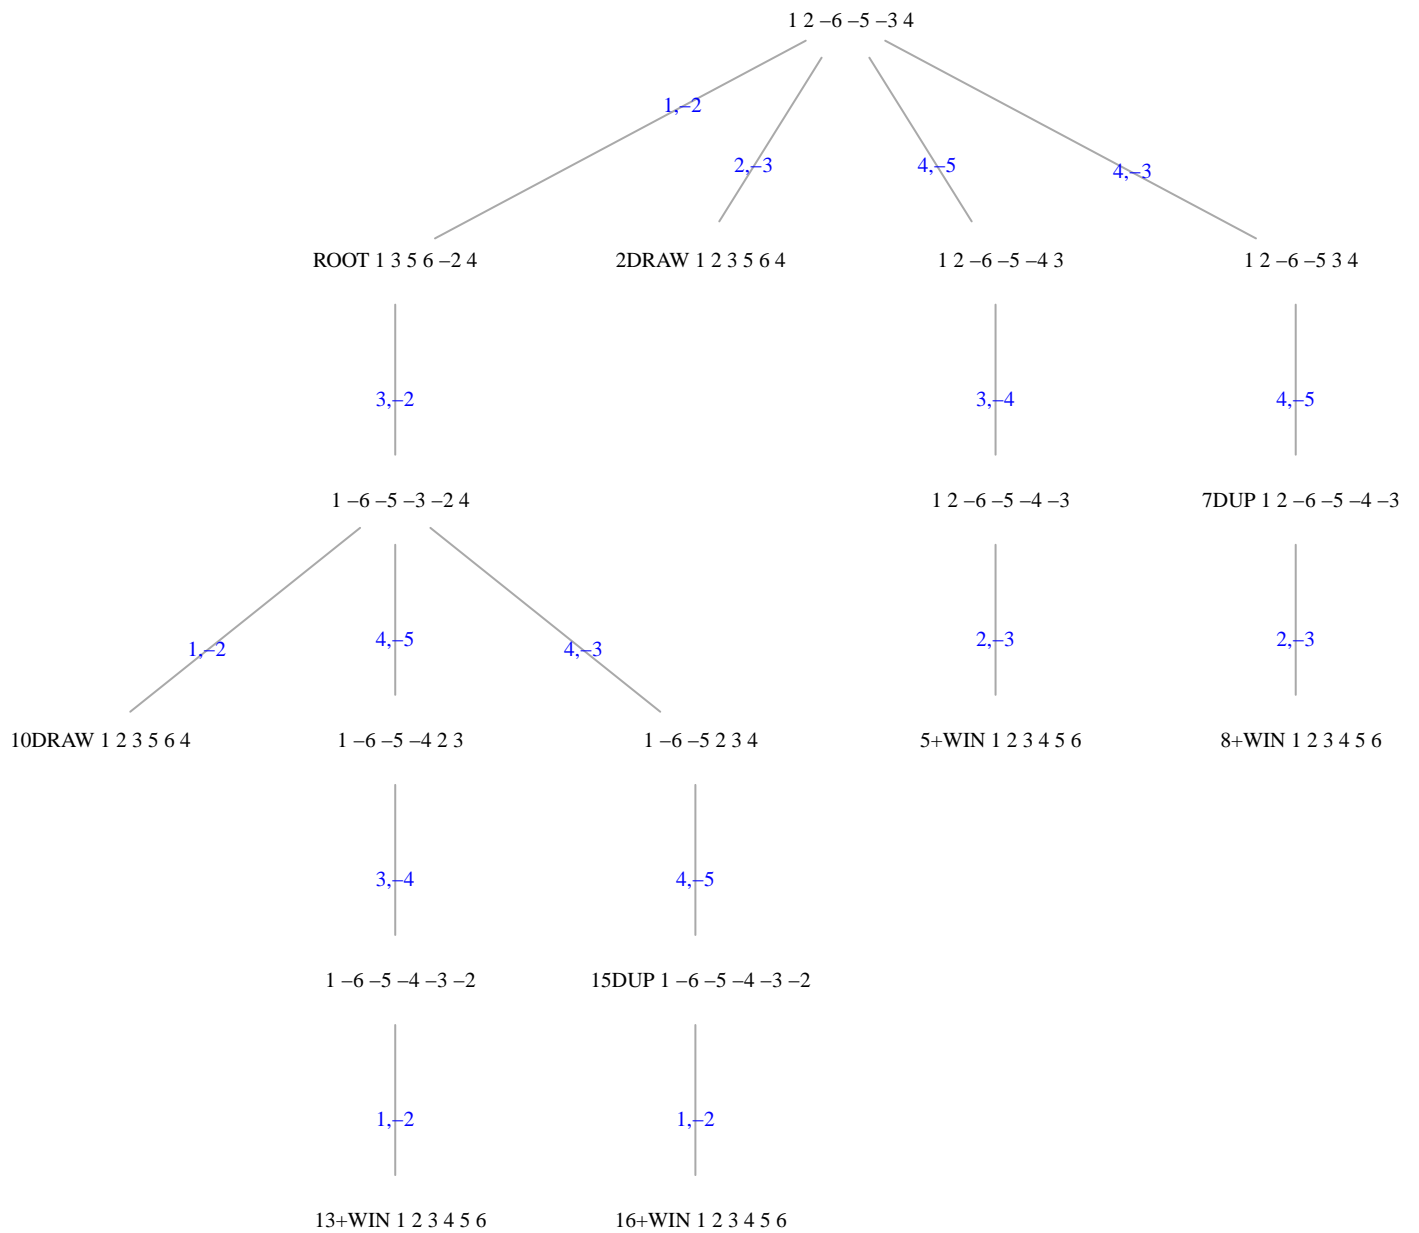 1 2 –6 –5 –3 4
1,–2
2,–3
4,–5
4,–3
ROOT 1 3 5 6 –2 4
2DRAW 1 2 3 5 6 4
1 2 –6 –5 –4 3
1 2 –6 –5 3 4
3,–2
3,–4
4,–5
1 –6 –5 –3 –2 4
1 2 –6 –5 –4 –3
7DUP 1 2 –6 –5 –4 –3
1,–2
4,–5
4,–3
2,–3
2,–3
10DRAW 1 2 3 5 6 4
1 –6 –5 –4 2 3
1 –6 –5 2 3 4
5+WIN 1 2 3 4 5 6
8+WIN 1 2 3 4 5 6
3,–4
4,–5
1 –6 –5 –4 –3 –2
15DUP 1 –6 –5 –4 –3 –2
1,–2
1,–2
13+WIN 1 2 3 4 5 6
16+WIN 1 2 3 4 5 6